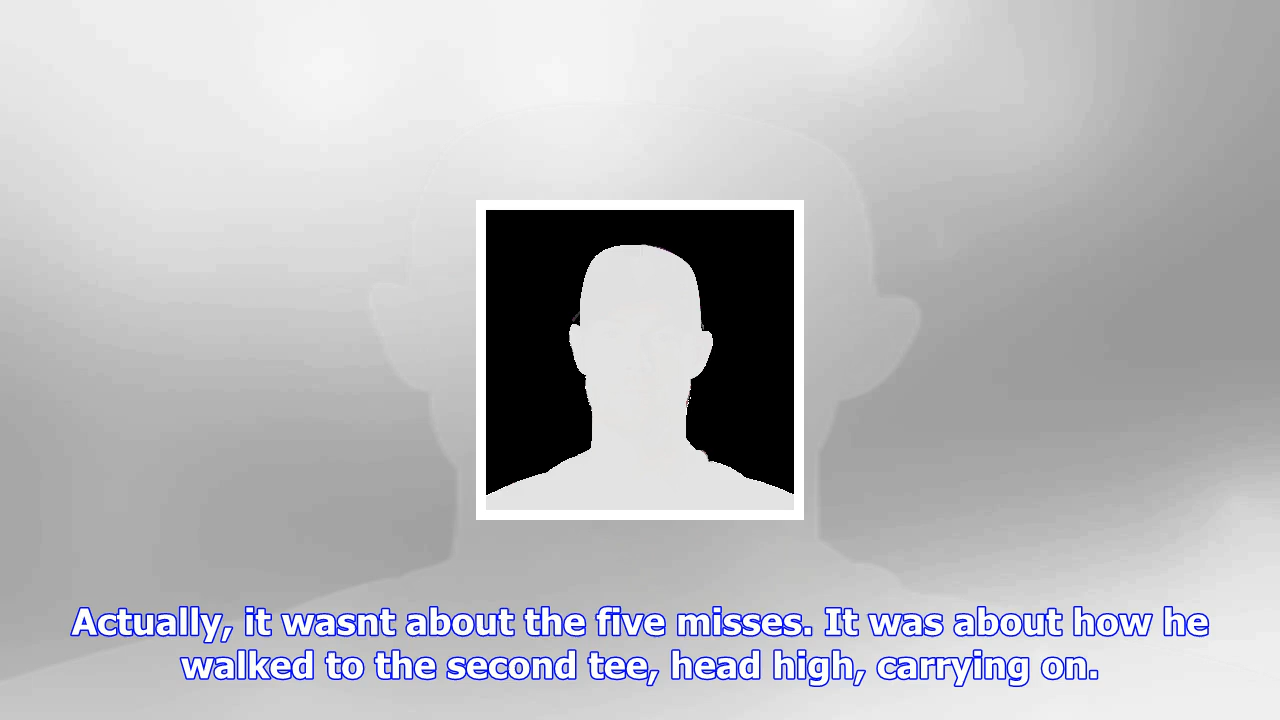 Actually, it wasnt about the five misses. It was about how he
walked to the second tee, head high, carrying on.